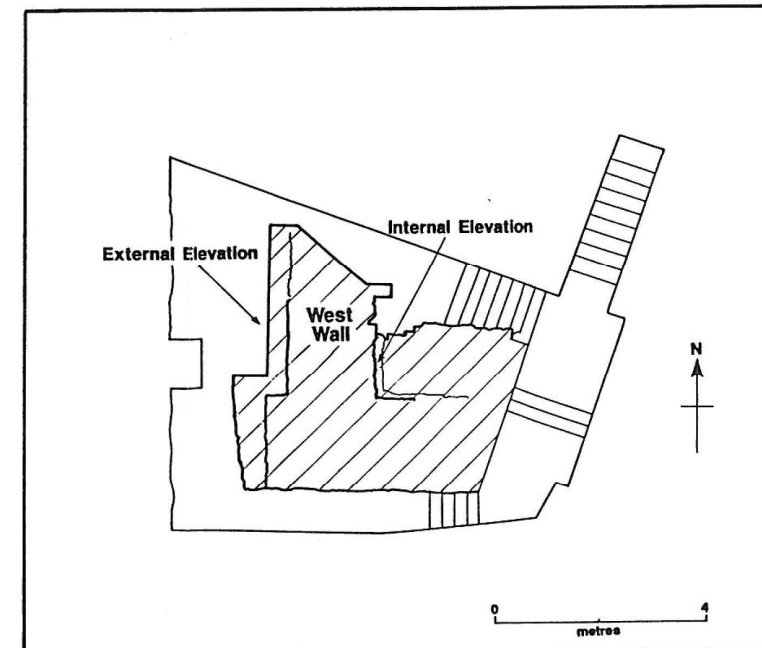 Internal Elevation
External Elevation
West
Wall
N
0 4
metres